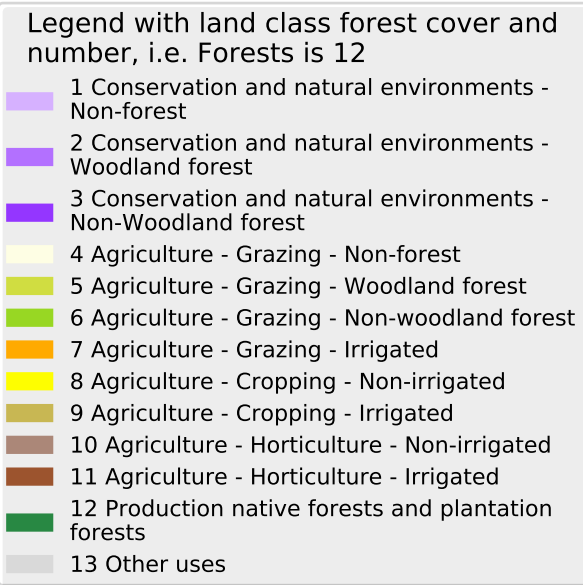 Legend with land class forest cover and
number, i.e. Forests is 12
1 Conservation and natural environments -
Non-forest
2 Conservation and natural environments -
Woodland forest
3 Conservation and natural environments -
Non-Woodland forest
4 Agriculture - Grazing - Non-forest
5 Agriculture - Grazing - Woodland forest
6 Agriculture - Grazing - Non-woodland forest
7 Agriculture - Grazing - Irrigated
8 Agriculture - Cropping - Non-irrigated
9 Agriculture - Cropping - Irrigated
10 Agriculture - Horticulture - Non-irrigated
11 Agriculture - Horticulture - Irrigated
12 Production native forests and plantation
forests
13 Other uses